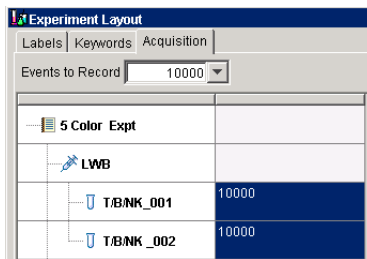 Experiment Layout
Labels Keywords Acquisition
Events to Record 10000
5 Color Expt
LWB
T/B/NK_001 10000
T/B/NK _002 10000